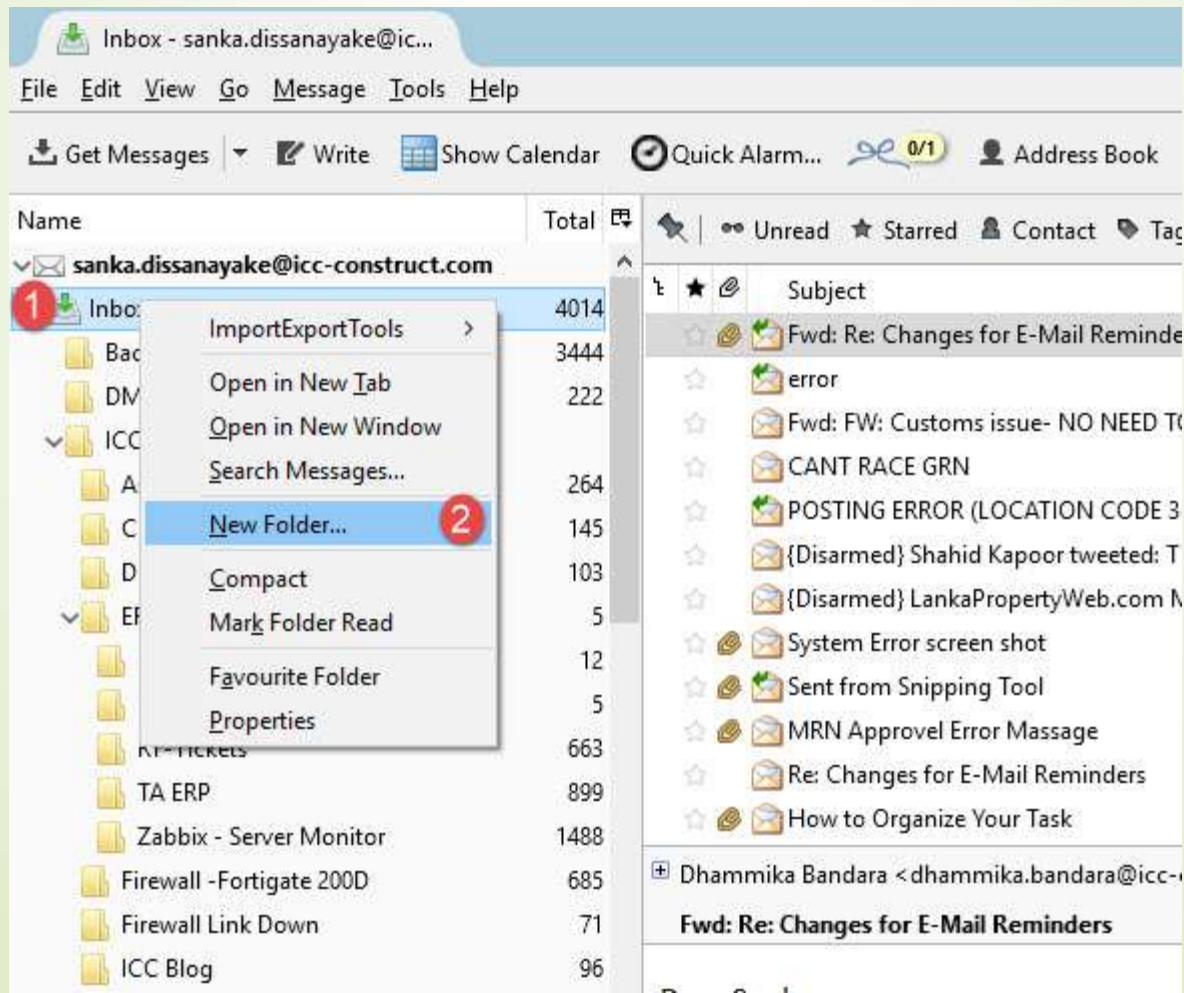 Inbox - sanka.dissanayake@ic...
File Edit View Go Message Tools Help
Get Messages Write Show Calendar Quick Alarm... 0/1 Address Book
Name Total
Unread Starred Contact Tag
sanka.dissanayake@icc-construct.com
Subject
1 Inbo 4014
ImportExportTools >
Fwd: Re: Changes for E-Mail Reminde
Bac 3444
Open in New Tab
error
DM 222
Open in New Window
Fwd: FW: Customs issue- NO NEED TO
ICC
Search Messages...
CANT RACE GRN
A 264
New Folder... 2
POSTING ERROR (LOCATION CODE 3
C 145
{Disarmed} Shahid Kapoor tweeted: T
D 103
Compact
{Disarmed} LankaPropertyWeb.com N
5
Mark Folder Read
System Error screen shot
12
Favourite Folder
Sent from Snipping Tool
5
Properties
MRN Approvel Error Massage
RT-Tickets 663
Re: Changes for E-Mail Reminders
TA ERP 899
How to Organize Your Task
Zabbix - Server Monitor 1488
Firewall -Fortigate 200D 685
Dhammika Bandara <dhammika.bandara@icc-
Firewall Link Down 71
Fwd: Re: Changes for E-Mail Reminders
ICC Blog 96